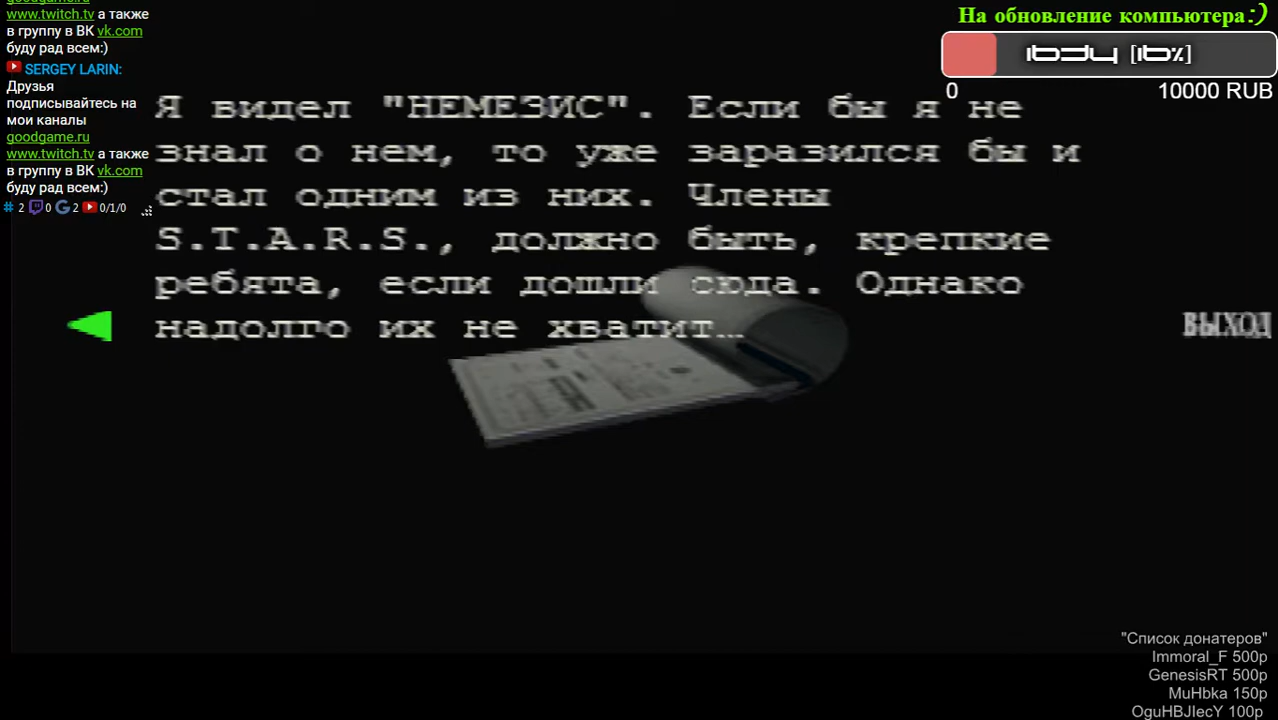 goodgame.ru
www.twitch.tv а также
в группу в ВК vk.com
буду рад всем:)
SERGEY LARIN:
Друзья
подписывайтесь на
мои каналы
goodgame.ru
www.twitch.tv а также
в группу в ВК vk.com
буду рад всем:)
# 2 0 G 2 0/1/0
На обновление компьютера:)
1634 [16%]
0 10000 RUB
Я видел "НЕМЕЗИС". Если бы я не
знал о нем, то уже заразился бы и
стал одним из них. Члены
S.T.A.R.S., должно быть, крепкие
ребята, если дошли сюда. Однако
надолго их не хватит…
ВЫХОД
"Список донатеров"
Immoral_F 500р
GenesisRT 500р
MuHbka 150р
OguHBJIecY 100р